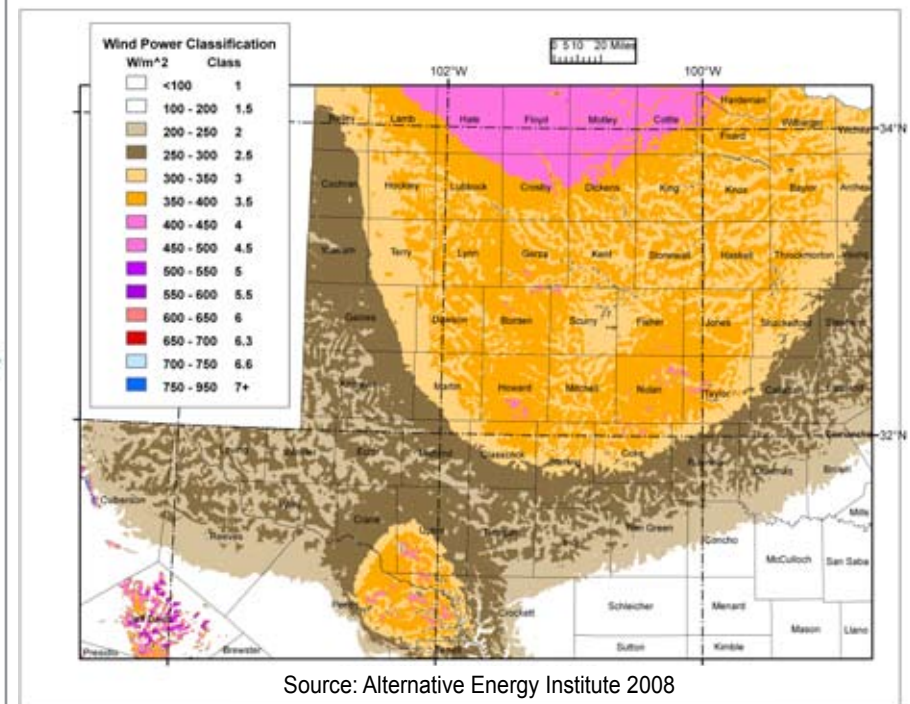 Wind Power Classification
W/m^2 Class
<100 1
100 - 200 1.5
200 - 250 2
250 - 300 2.5
300 - 350 3
350 - 400 3.5
400 - 450 4
450 - 500 4.5
500 - 550 5
550 - 600 5.5
600 - 650 6
650 - 700 6.3
700 - 750 6.6
750 - 950 7+
0 5 10 20 Miles
102°W 100°W
Hardeman
Lamb Hale Floyd Motley Cottle Wilbarger
34°N
Foard
Cochran Hockley Lubbock Crosby Dickens King Knox Baylor
Terry Lynn Garza Kent Stonewall Haskell Throckmorton
Gaines Dawson Borden Scurry Fisher Jones Shackelford
Martin Howard Mitchell Nolan Taylor
32°N
Midland Glasscock Coke
Brown
Mills
Culberson
Crane
Reeves Tom Green Concho
McCulloch San Saba
Crockett Schleicher Menard
Mason Llano
Presidio Brewster Sutton Kimble
Source: Alternative Energy Institute 2008